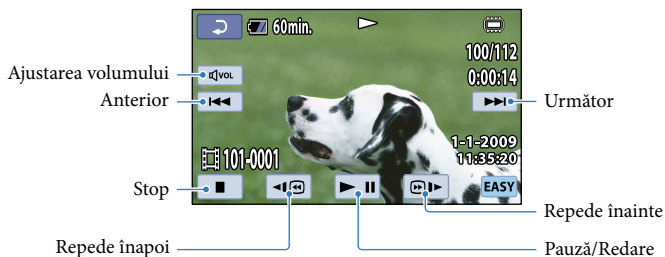 60min.
100/112
Ajustarea volumului
VOL
0:00:14
Anterior
Următor
1-1-2009
101-0001
11:35:20
Stop
EASY
Repede înainte
Repede înapoi
Pauză/Redare